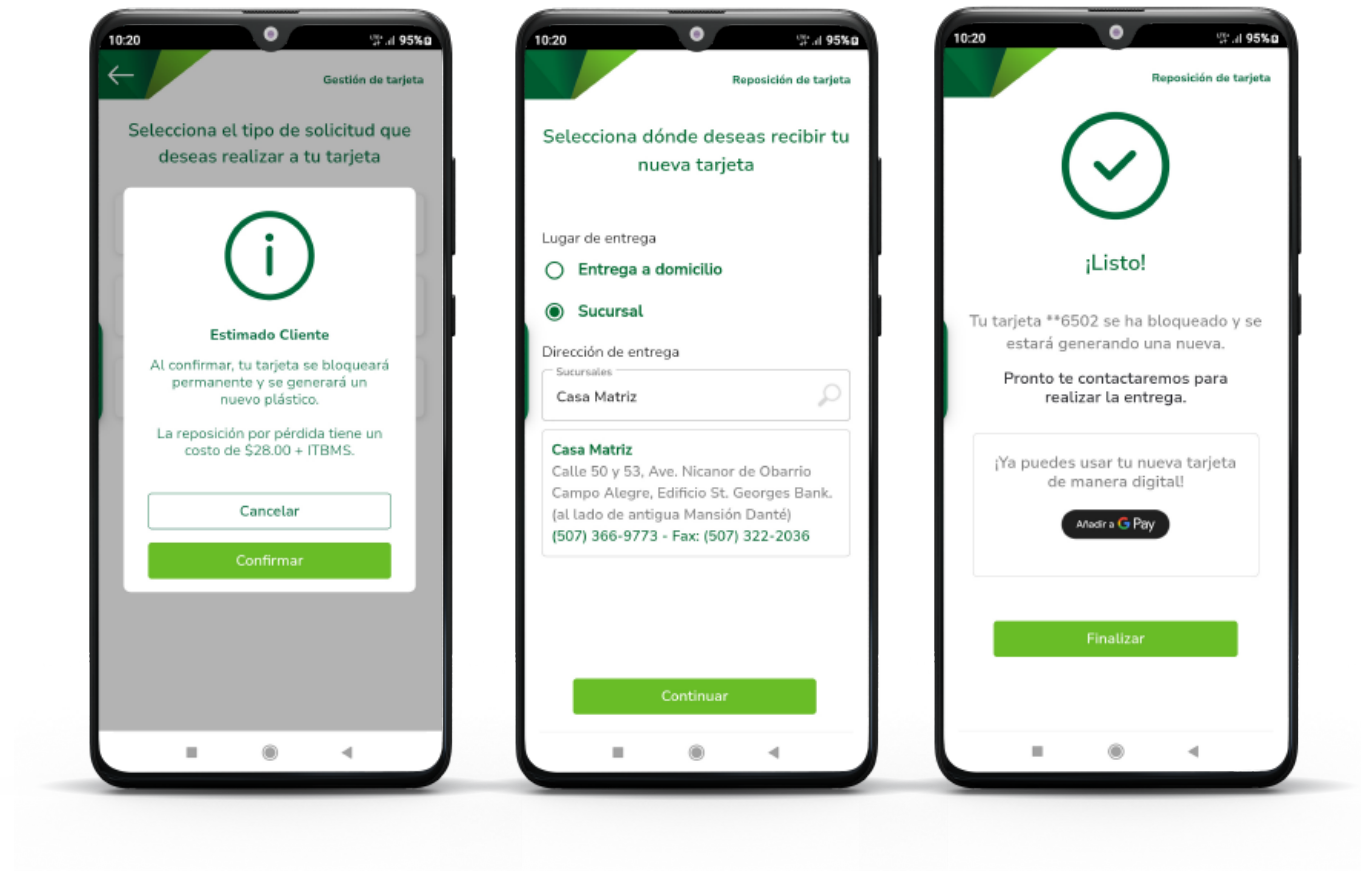 10:20
95%
Gestión de tarjeta
Selecciona el tipo de solicitud que
deseas realizar a tu tarjeta
Estimado Cliente
Al confirmar, tu tarjeta se bloqueará
permanente y se generará un
nuevo plástico.
La reposición por pérdida tiene un
costo de $28.00 + ITBMS.
Cancelar
Confirmar
10:20
95%
Reposición de tarjeta
Selecciona dónde deseas recibir tu
nueva tarjeta
Lugar de entrega
Entrega a domicilio
Sucursal
Dirección de entrega
Sucursales
Casa Matriz
Casa Matriz
Calle 50 y 53, Ave. Nicanor de Obarrio
Campo Alegre, Edificio St. Georges Bank.
(al lado de antigua Mansión Danté)
(507) 366-9773 - Fax: (507) 322-2036
Continuar
10:20
95%
Reposición de tarjeta
¡Listo!
Tu tarjeta **6502 se ha bloqueado y se
estará generando una nueva.
Pronto te contactaremos para
realizar la entrega.
¡Ya puedes usar tu nueva tarjeta
de manera digital!
Añadir a G Pay
Finalizar